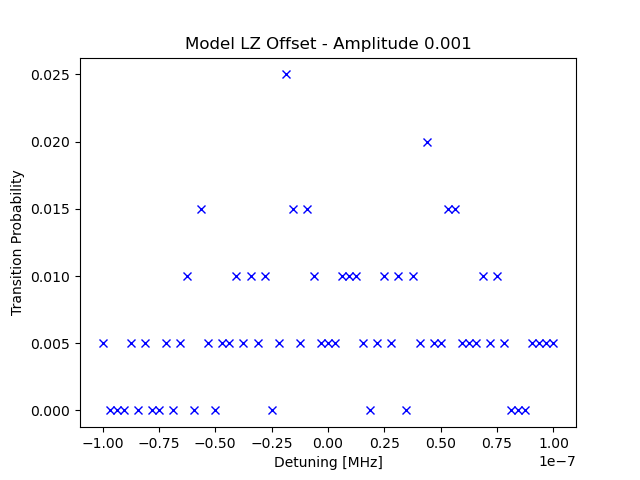 Model LZ Offset - Amplitude 0.001
0.025
0.020
0.015
0.010
0.005
0.000
Transition Probability
−1.00 −0.75 −0.50 −0.25 0.00 0.25 0.50 0.75 1.00
1e−7
Detuning [MHz]